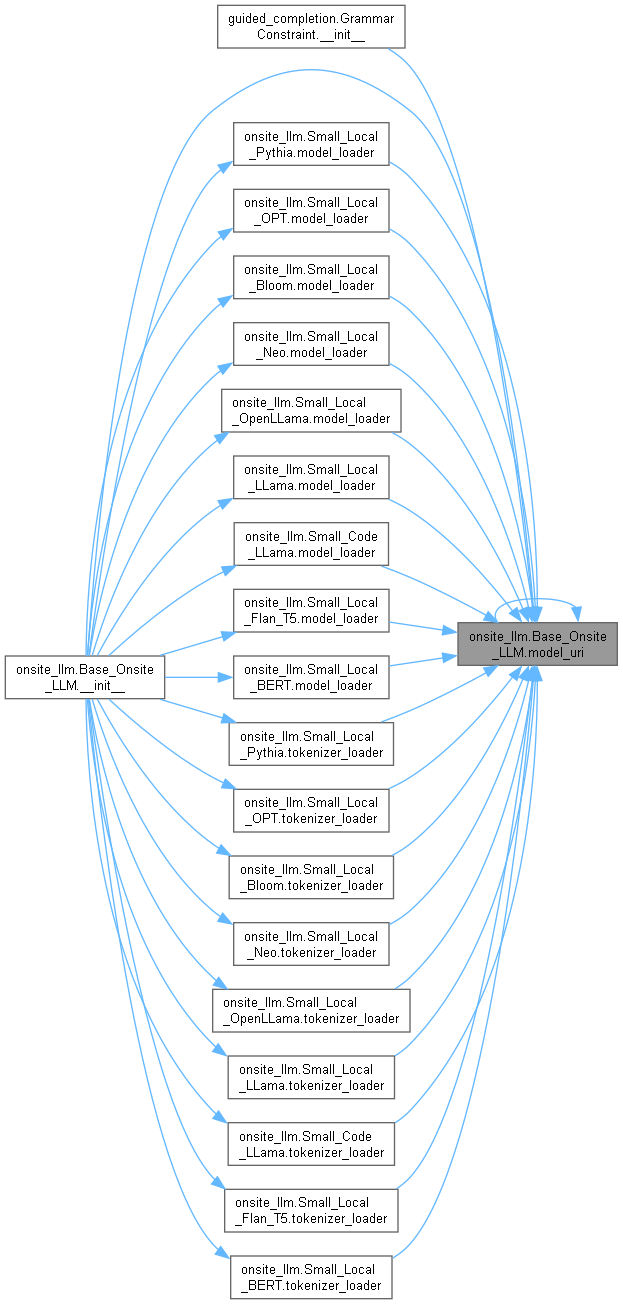 guided_completion.Grammar
Constraint.__init__
onsite_llm.Small_Local
_Pythia.model_loader
onsite_llm.Small_Local
_OPT.model_loader
onsite_llm.Small_Local
_Bloom.model_loader
onsite_llm.Small_Local
_Neo.model_loader
onsite_llm.Small_Local
_OpenLLama.model_loader
onsite_llm.Small_Local
_LLama.model_loader
onsite_llm.Small_Code
_LLama.model_loader
onsite_llm.Small_Local
_Flan_T5.model_loader
onsite_llm.Base_Onsite
_LLM.model_uri
onsite_llm.Base_Onsite
_LLM.__init__
onsite_llm.Small_Local
_BERT.model_loader
onsite_llm.Small_Local
_Pythia.tokenizer_loader
onsite_llm.Small_Local
_OPT.tokenizer_loader
onsite_llm.Small_Local
_Bloom.tokenizer_loader
onsite_llm.Small_Local
_Neo.tokenizer_loader
onsite_llm.Small_Local
_OpenLLama.tokenizer_loader
onsite_llm.Small_Local
_LLama.tokenizer_loader
onsite_llm.Small_Code
_LLama.tokenizer_loader
onsite_llm.Small_Local
_Flan_T5.tokenizer_loader
onsite_llm.Small_Local
_BERT.tokenizer_loader